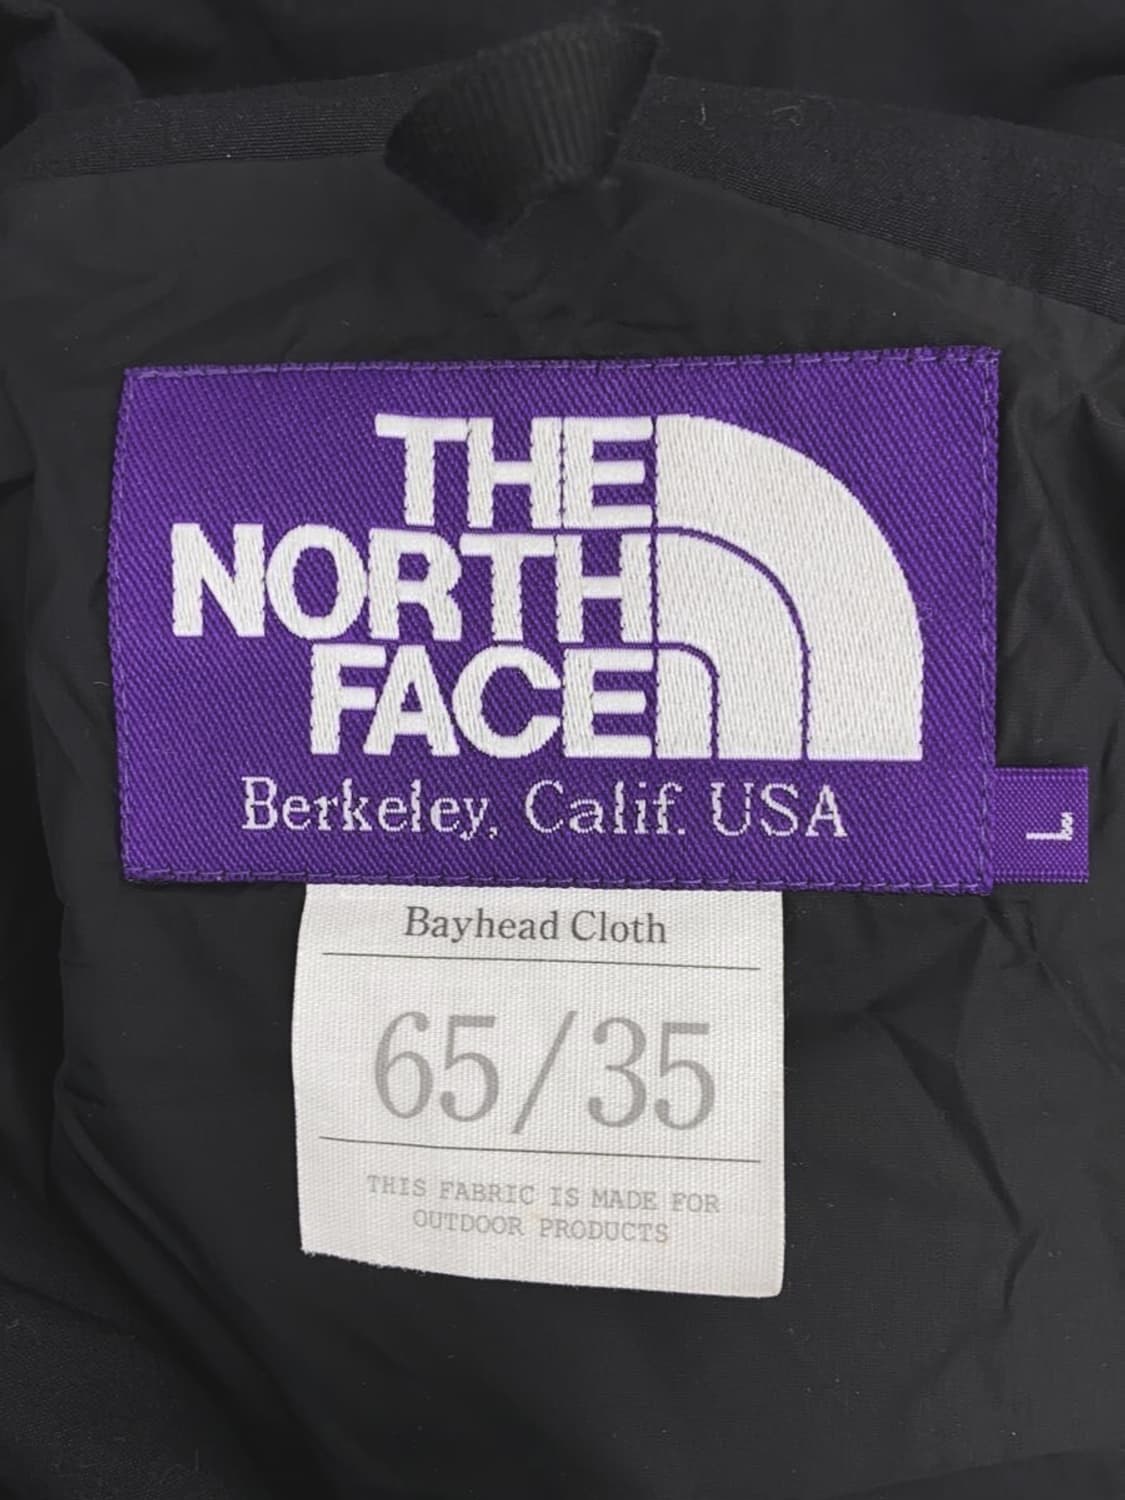 THE
NORTH
FACE
Berkeley, Calif. USA
L
Bayhead Cloth
65/35
THIS FABRIC IS MADE FOR
OUTDOOR PRODUCTS